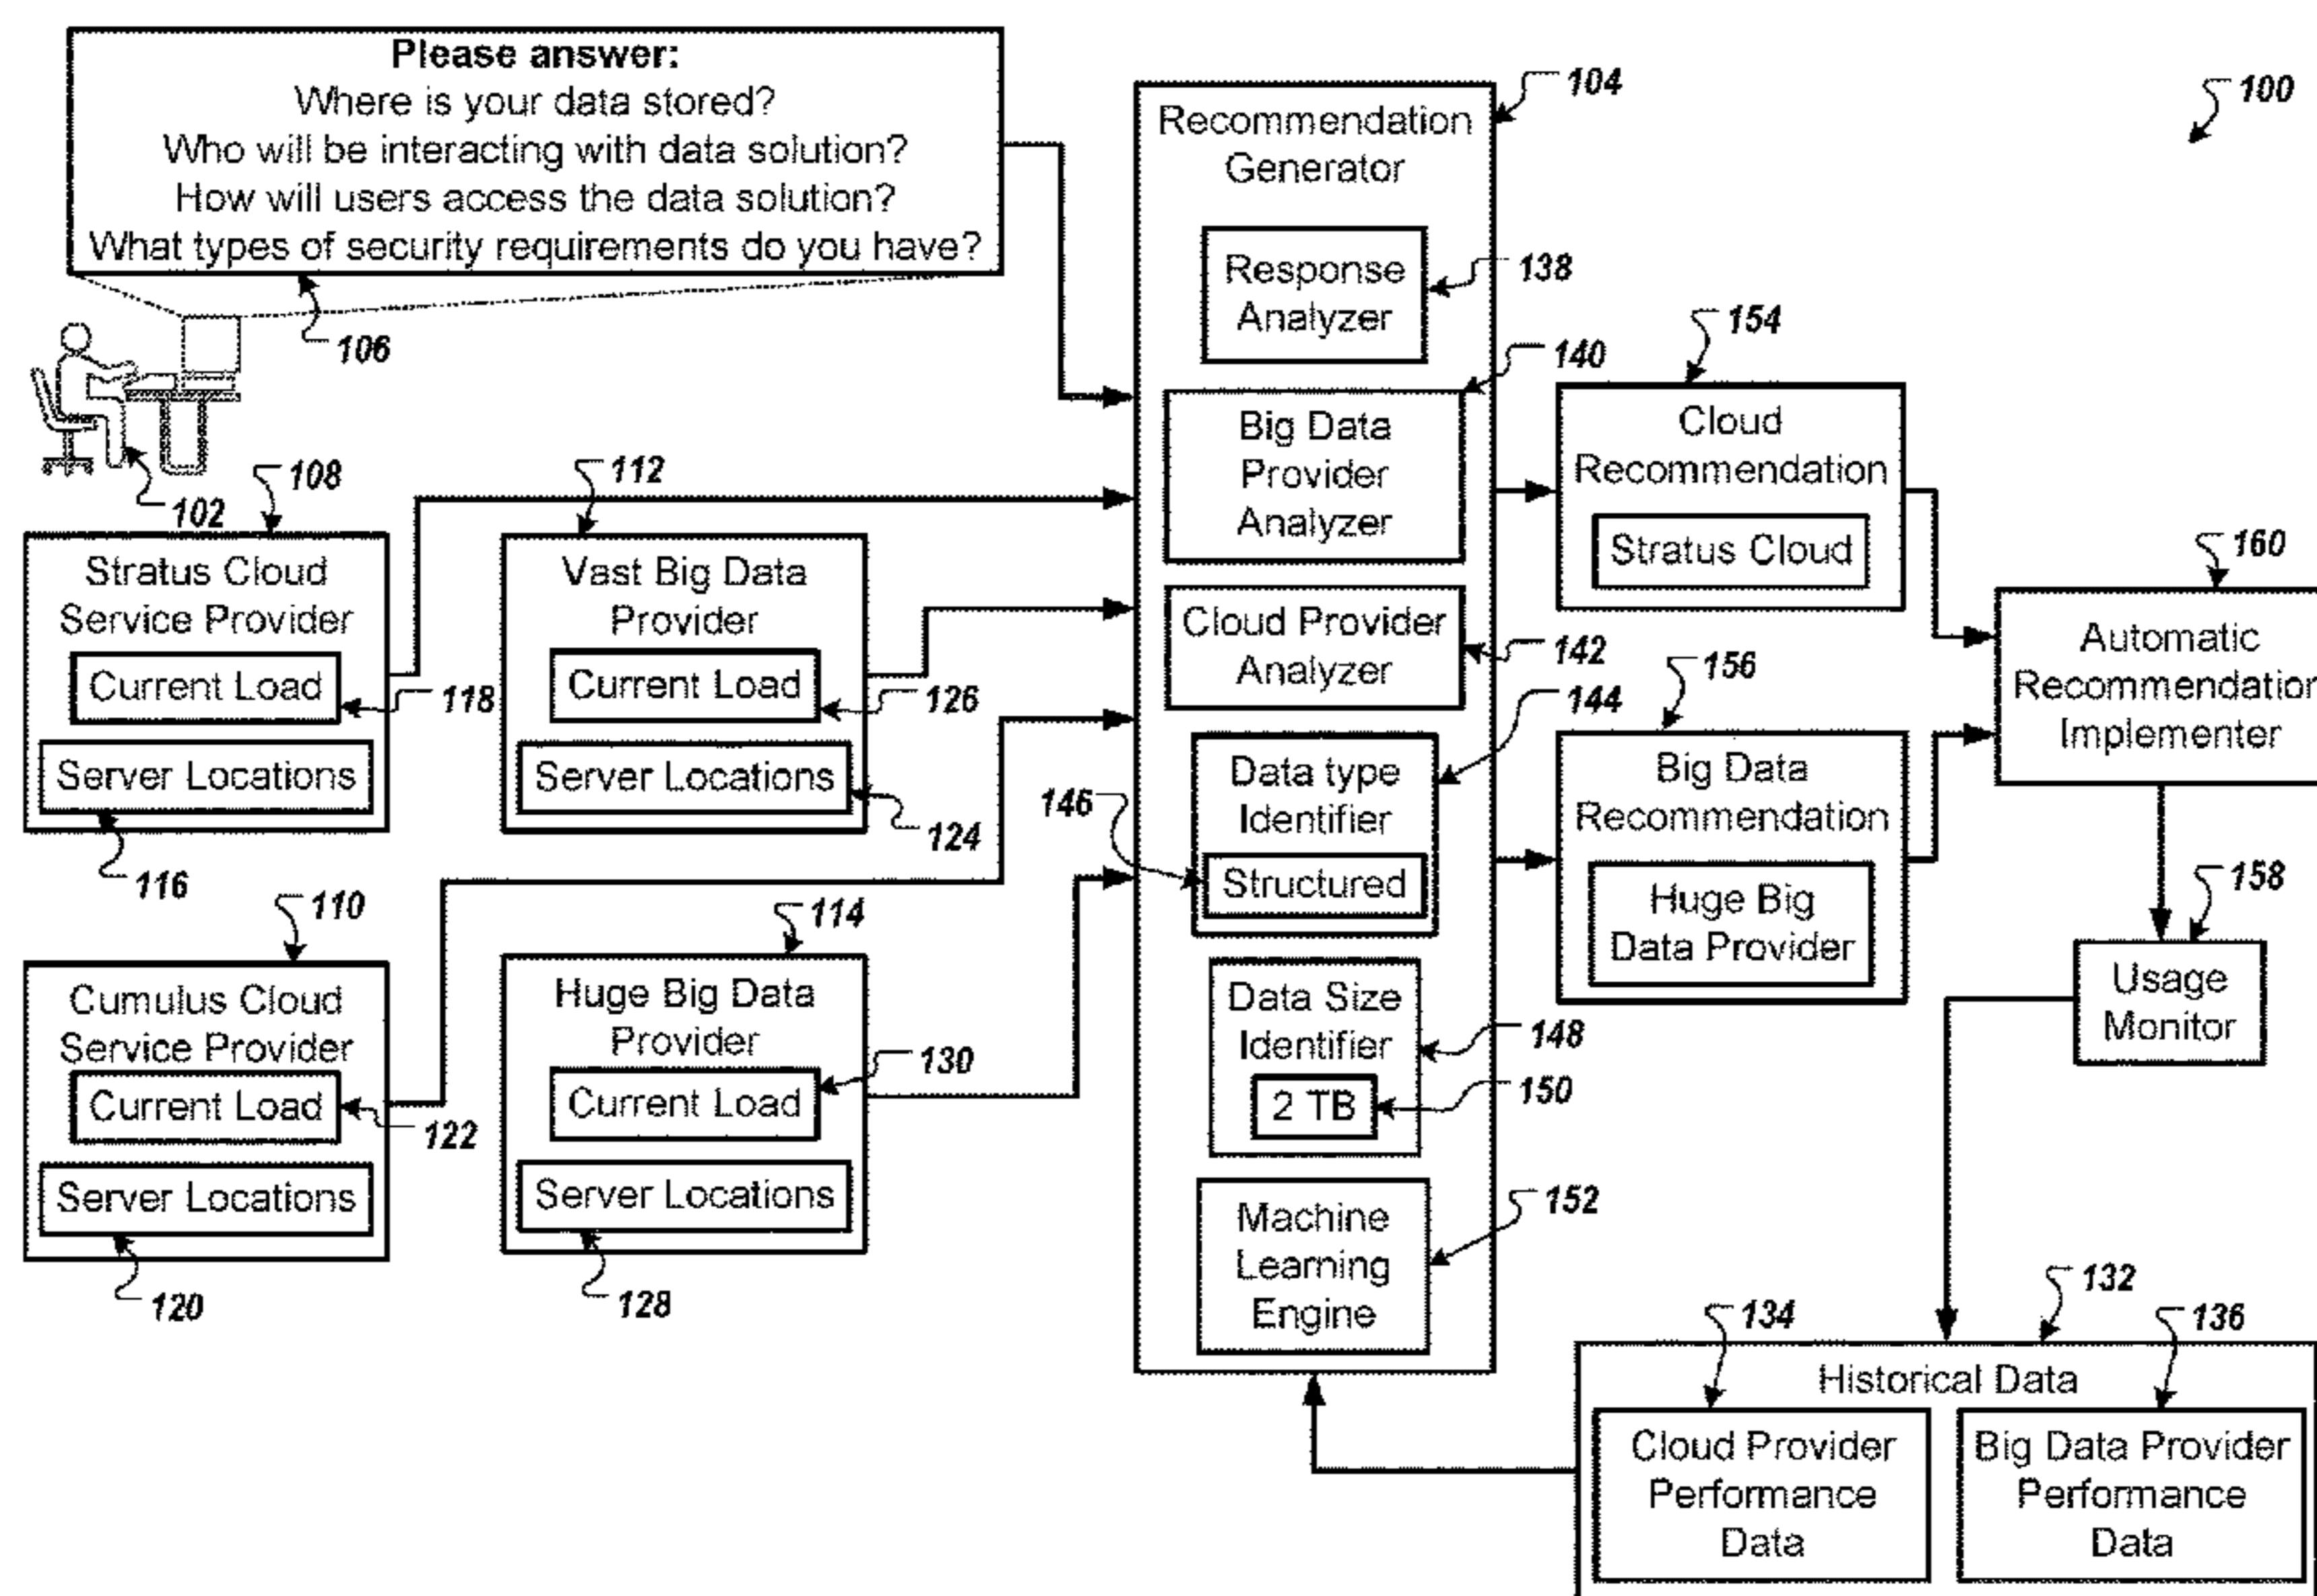 Please answer:
Where is your data stored?
Who will be interacting with data solution?
How will users access the data solution?
What types of security requirements do you have?
106
102
108
Stratus Cloud
Service Provider
Current Load
118
Server Locations
116
112
Vast Big Data
Provider
Current Load
126
Server Locations
124
110
Cumulus Cloud
Service Provider
Current Load
122
Server Locations
120
114
Huge Big Data
Provider
Current Load
130
Server Locations
128
104
Recommendation
Generator
Response
Analyzer
138
140
Big Data
Provider
Analyzer
Cloud Provider
Analyzer
142
144
Data type
Identifier
146
Structured
Data Size
Identifier
148
2 TB
150
Machine
Learning
Engine
152
100
154
Cloud
Recommendation
Stratus Cloud
156
Big Data
Recommendation
Huge Big
Data Provider
160
Automatic
Recommendation
Implementer
158
Usage
Monitor
132
Historical Data
134
Cloud Provider
Performance
Data
136
Big Data Provider
Performance
Data